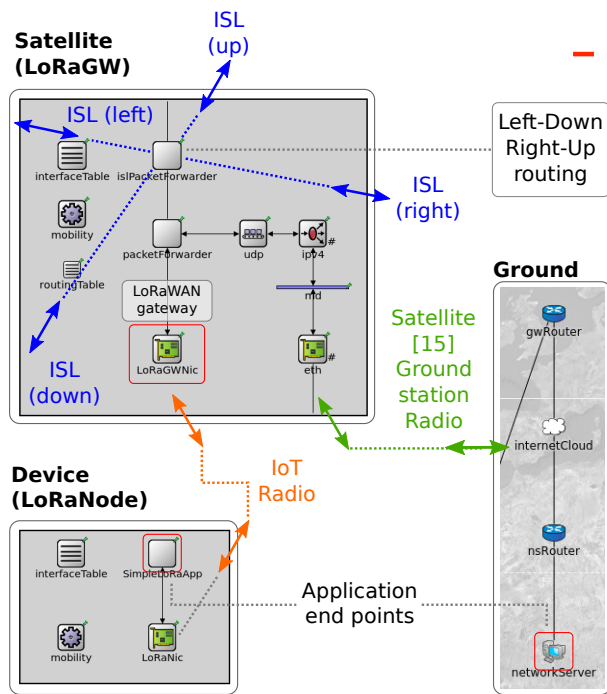 Satellite
(LoRaGW)
ISL
(up)
ISL (left)
interfaceTable
islPacketForwarder
Left-Down
Right-Up
routing
ISL
(right)
mobility
packetForwarder
udp
ipv4
#
routingTable
LoRaWAN
gateway
md
ISL
(down)
LoRaGWNic
eth
#
Satellite
[15]
Ground
station
Radio
Ground
gwRouter
internetCloud
nsRouter
networkServer
IoT
Radio
Device
(LoRaNode)
interfaceTable
SimpleLoRaApp
mobility
LoRaNic
Application
end points